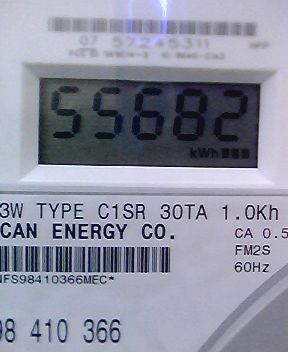 07 57245311
55682
kWh
3W TYPE C1SR 30TA 1.0Kh
CAN ENERGY CO.
CA 0.5
FM2S
60Hz
NFS98410366MEC*
98 410 366